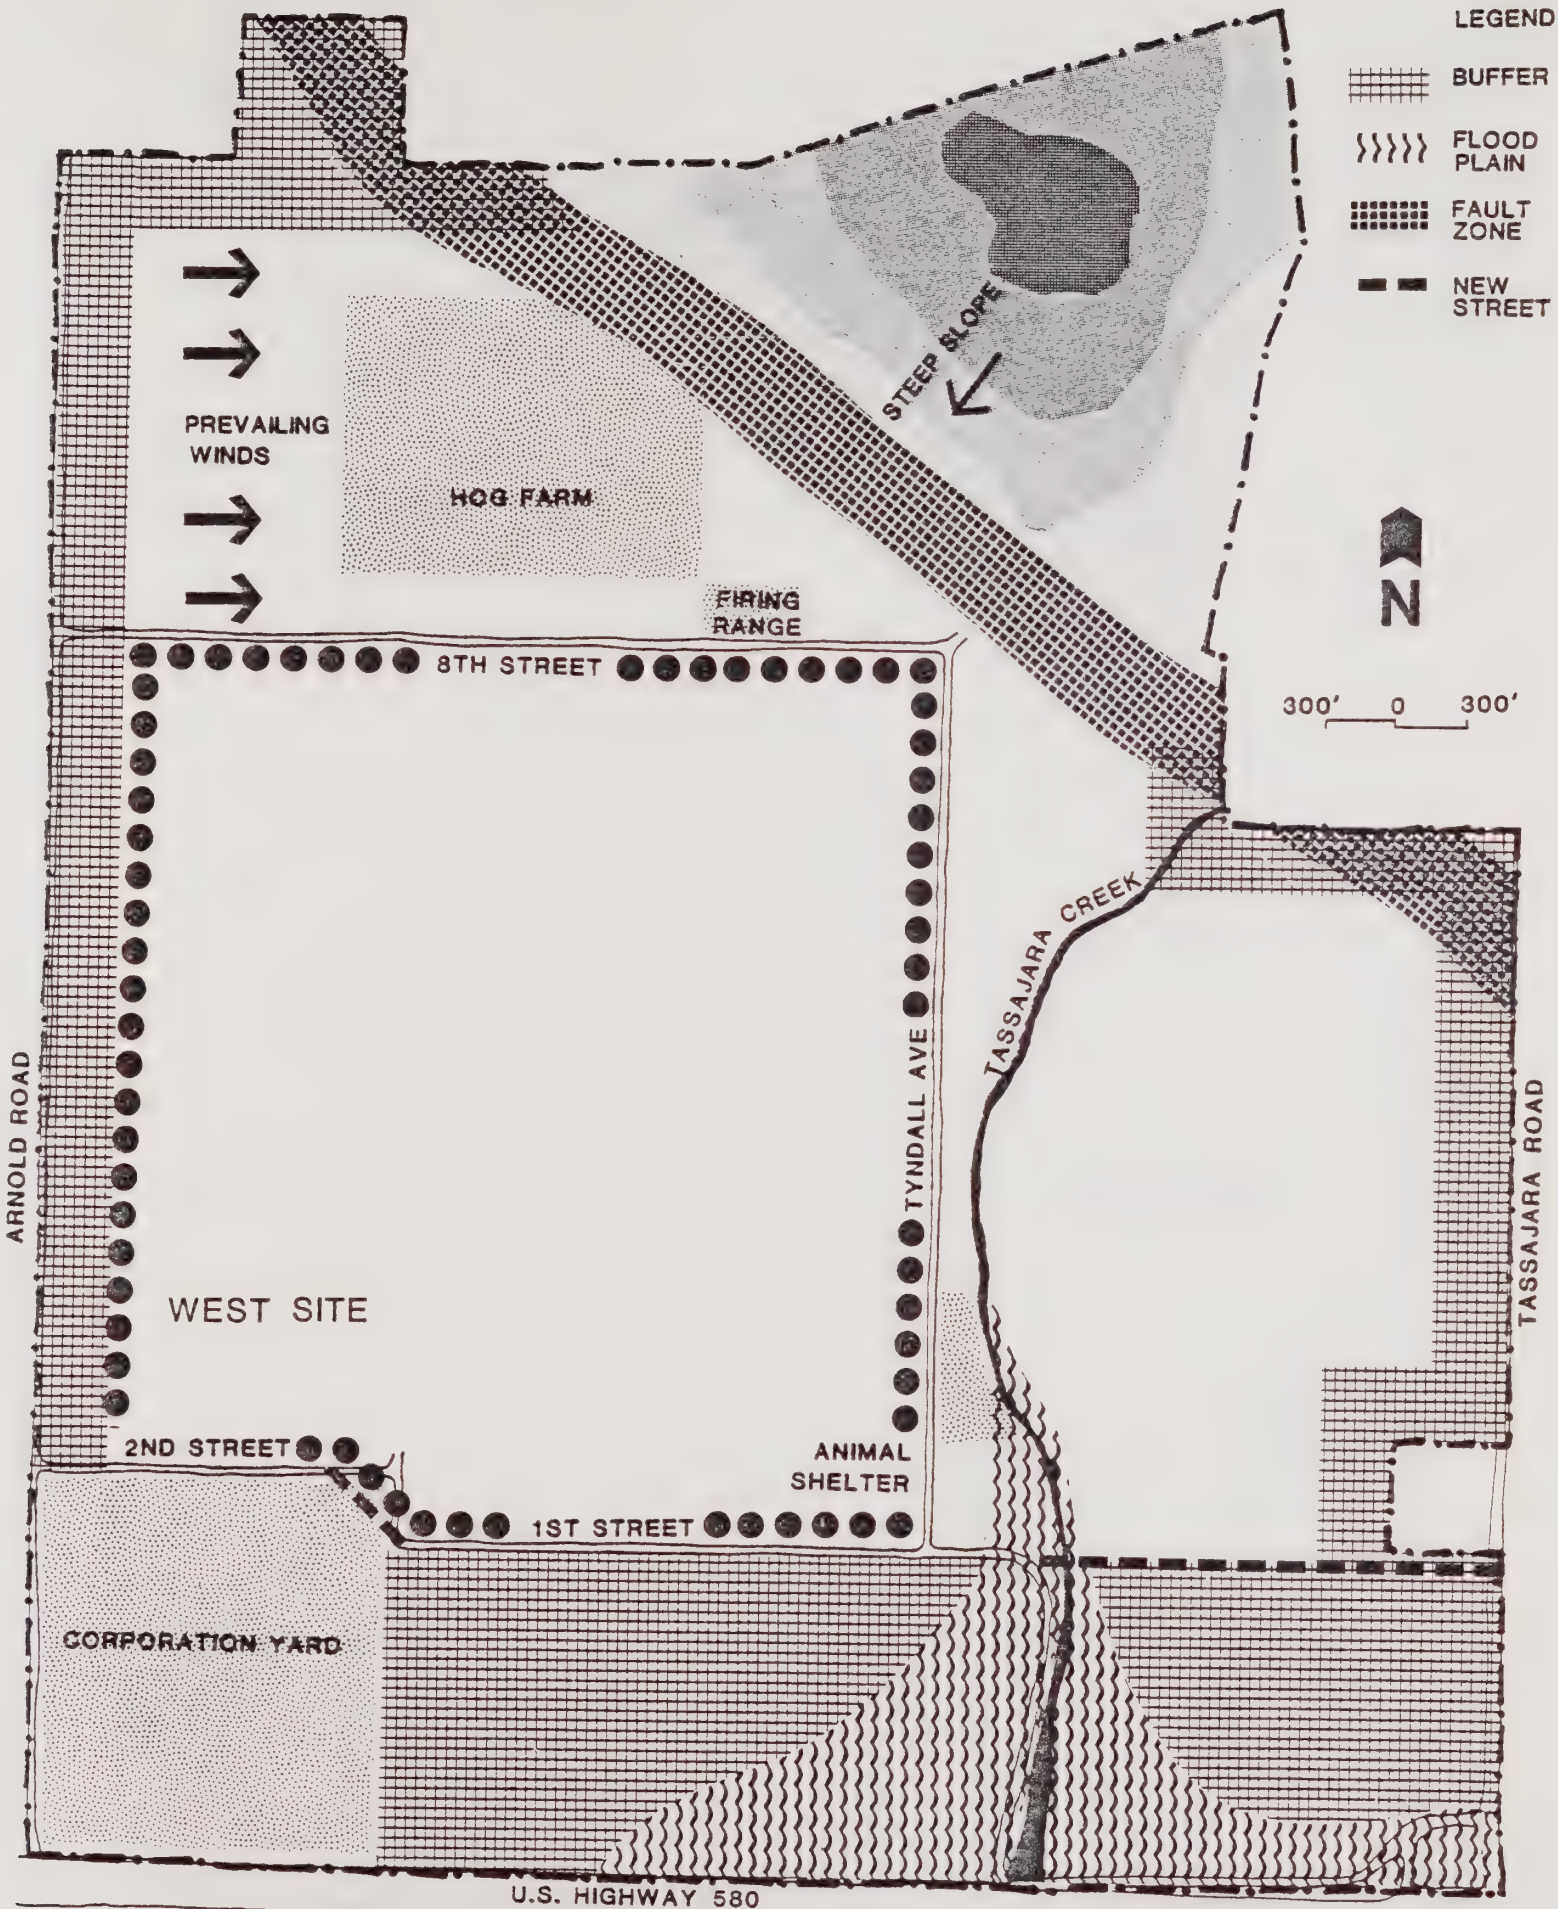 LEGEND
BUFFER
FLOOD
PLAIN
FAULT
ZONE
NEW
STREET
STEEP SLOPE
PREVAILING
WINDS
HOG FARM
N
FIRING
RANGE
8TH STREET
300' 0 300'
TASSAJARA CREEK
TYNDALL AVE
ARNOLD ROAD
TASSAJARA ROAD
WEST SITE
2ND STREET
ANIMAL
SHELTER
1ST STREET
CORPORATION YARD
U.S. HIGHWAY 580